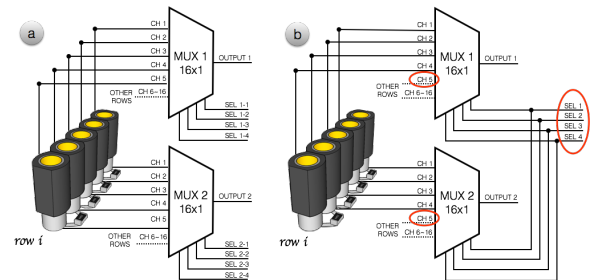 a
CH 1
CH 2
CH 3
CH 4
CH 5
OTHER ROWS CH 6-16
MUX 1
16x1
OUTPUT 1
SEL 1-1
SEL 1-2
SEL 1-3
SEL 1-4
CH 1
CH 2
CH 3
CH 4
CH 5
OTHER ROWS CH 6-16
MUX 2
16x1
OUTPUT 2
SEL 2-1
SEL 2-2
SEL 2-3
SEL 2-4
row i
b
CH 1
CH 2
CH 3
CH 4
CH 5
OTHER ROWS CH 6-16
MUX 1
16x1
OUTPUT 1
SEL 1
SEL 2
SEL 3
SEL 4
CH 1
CH 2
CH 3
CH 4
CH 5
OTHER ROWS CH 6-16
MUX 2
16x1
OUTPUT 2
row i